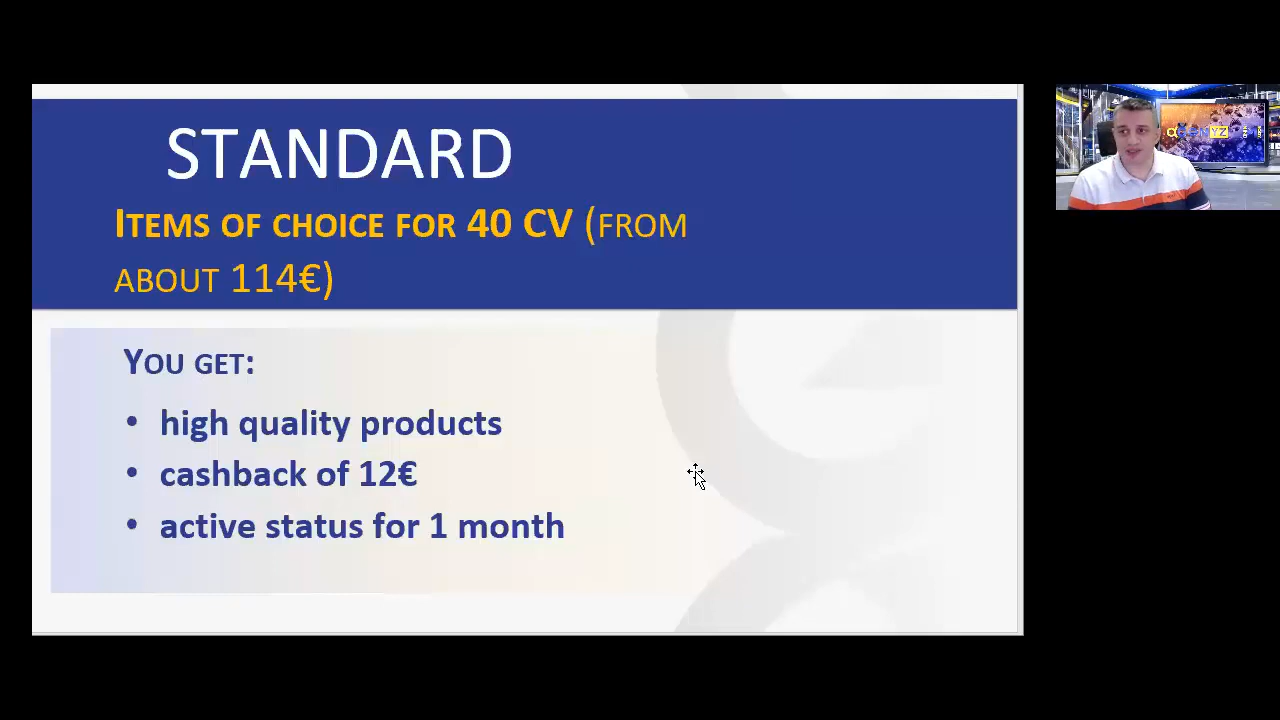 STANDARD
ITEMS OF CHOICE FOR 40 CV (FROM
ABOUT 114€)
YOU GET:
• high quality products
• cashback of 12€
• active status for 1 month